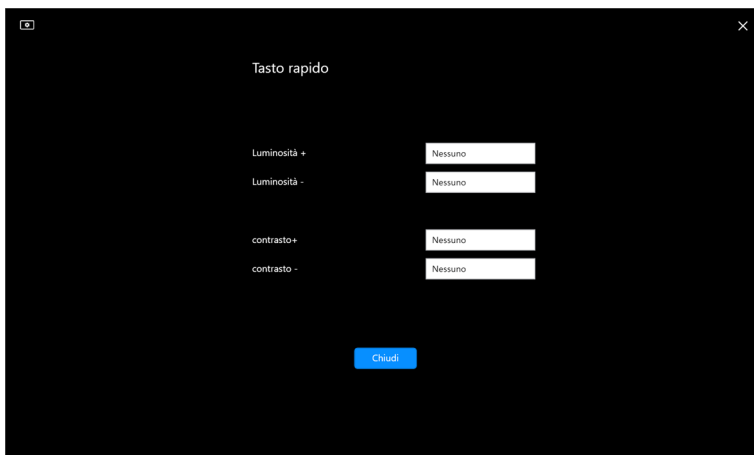 Tasto rapido
Luminosità + Nessuno
Luminosità - Nessuno
contrasto+ Nessuno
contrasto - Nessuno
Chiudi